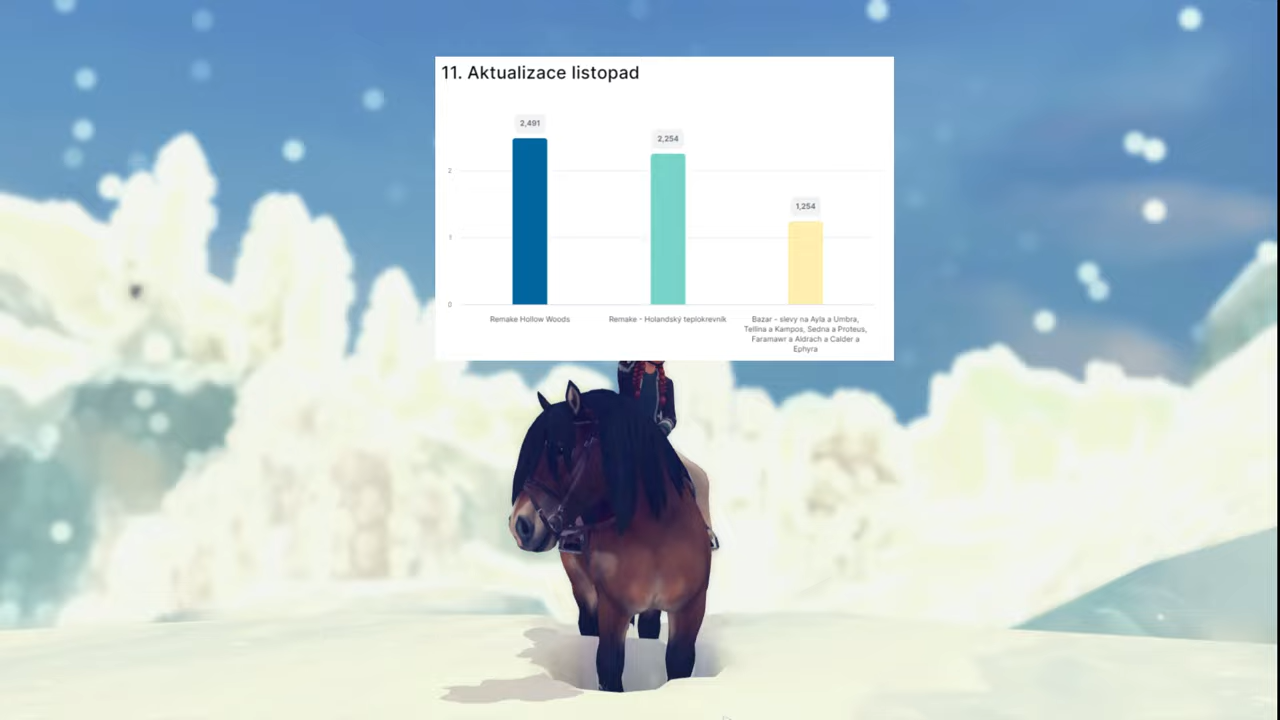 11. Aktualizace listopad
2,491
2,254
2
1,254
1
0
Remake Hollow Woods
Remake - Holandský teplokrevník
Bazar - slevy na Ayla a Umbra,
Tellina a Kampos, Sedna a Proteus,
Faramawr a Aldrach a Calder a
Ephyra